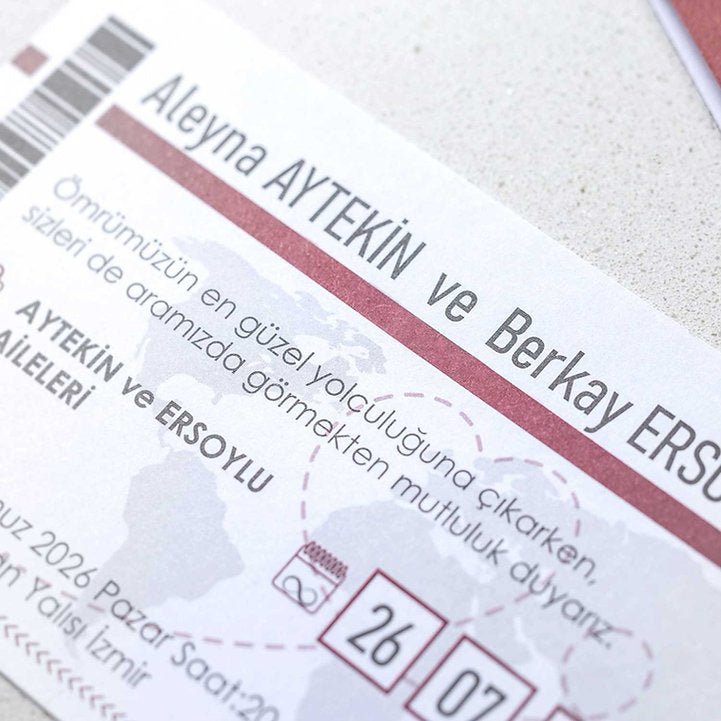 Aleyna AYTEKİN ve Berkay
Ömrümüzün en güzel yolculuğuna çıkarken,
sizleri de aramızda görmekten mutluluk duyarız.
AYTEKİN ve ERSOYLU
AİLELERİ
2026 Pazar Saat:20
Yalısı İzmir
26 07